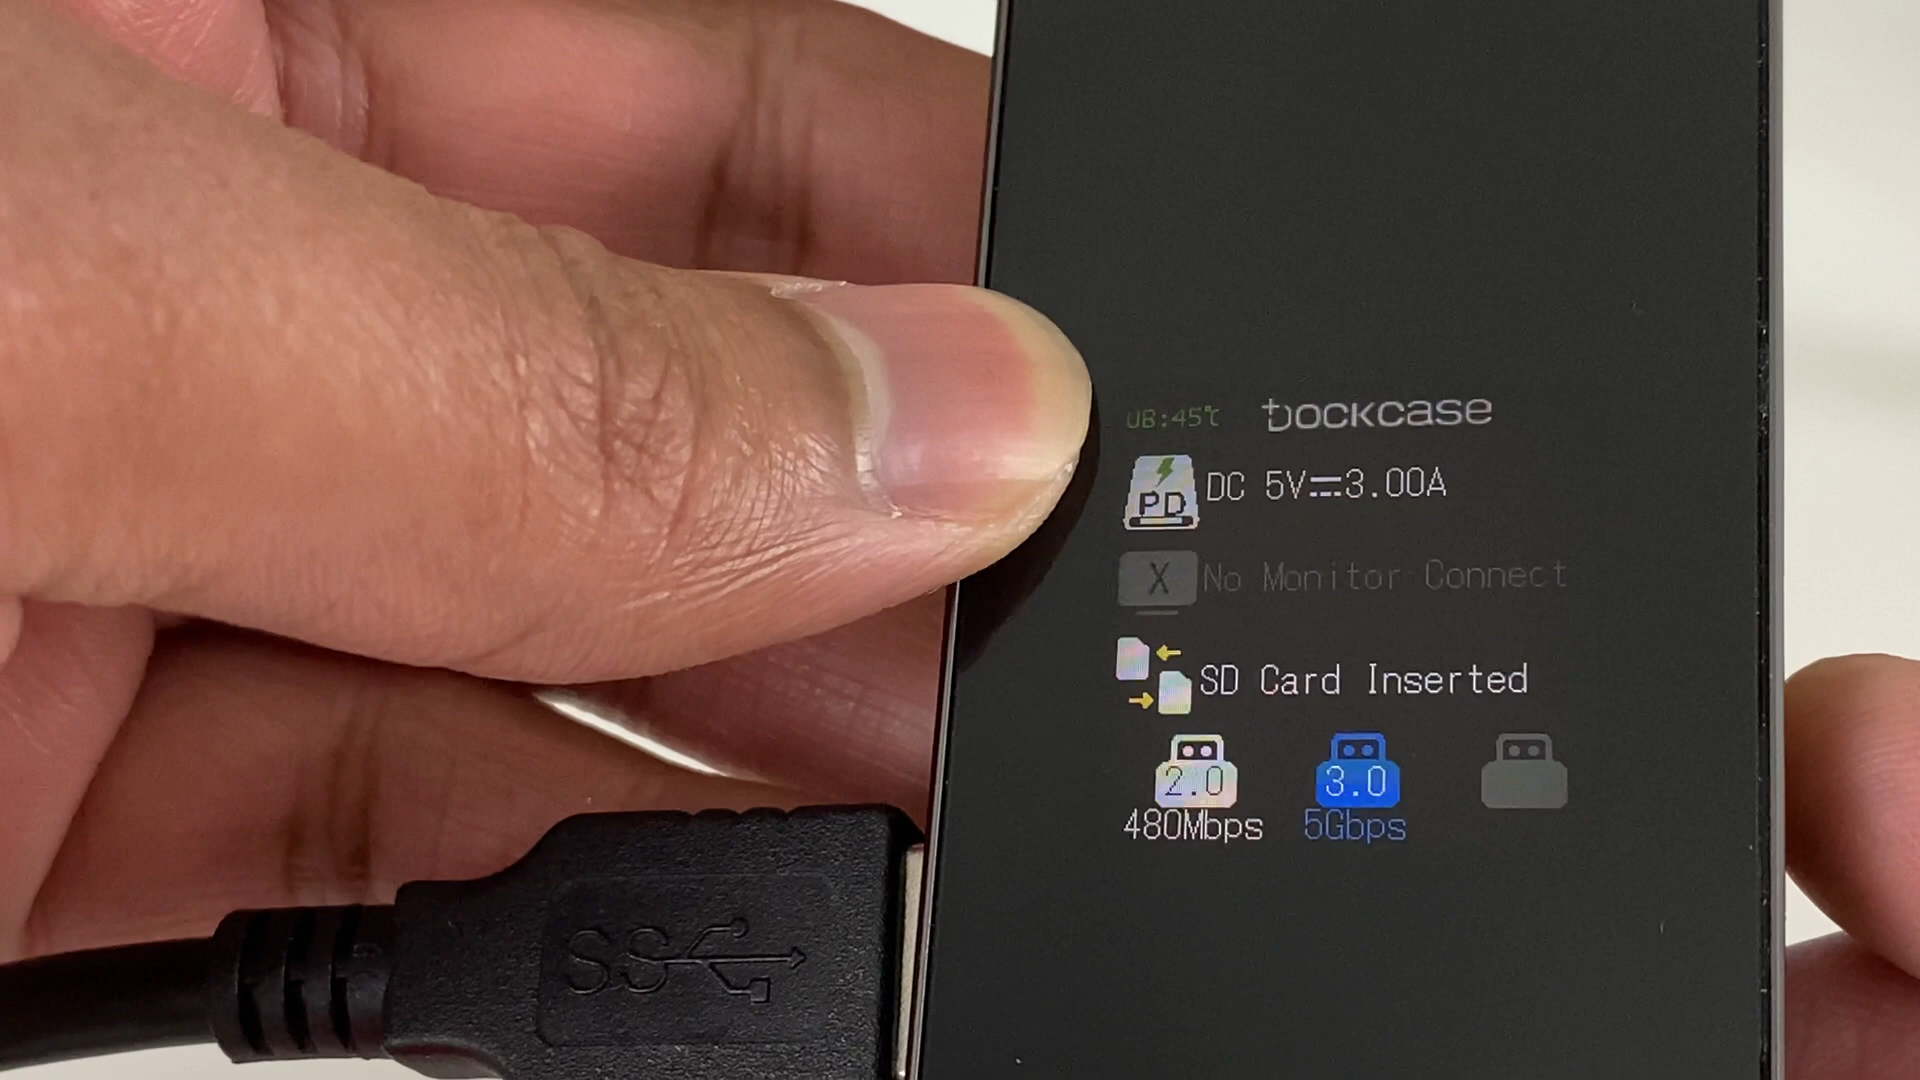 UB:45℃ Dockcase
PD DC 5V⎓3.00A
X No Monitor Connect
SD Card Inserted
2.0 3.0
480Mbps 5Gbps
SS